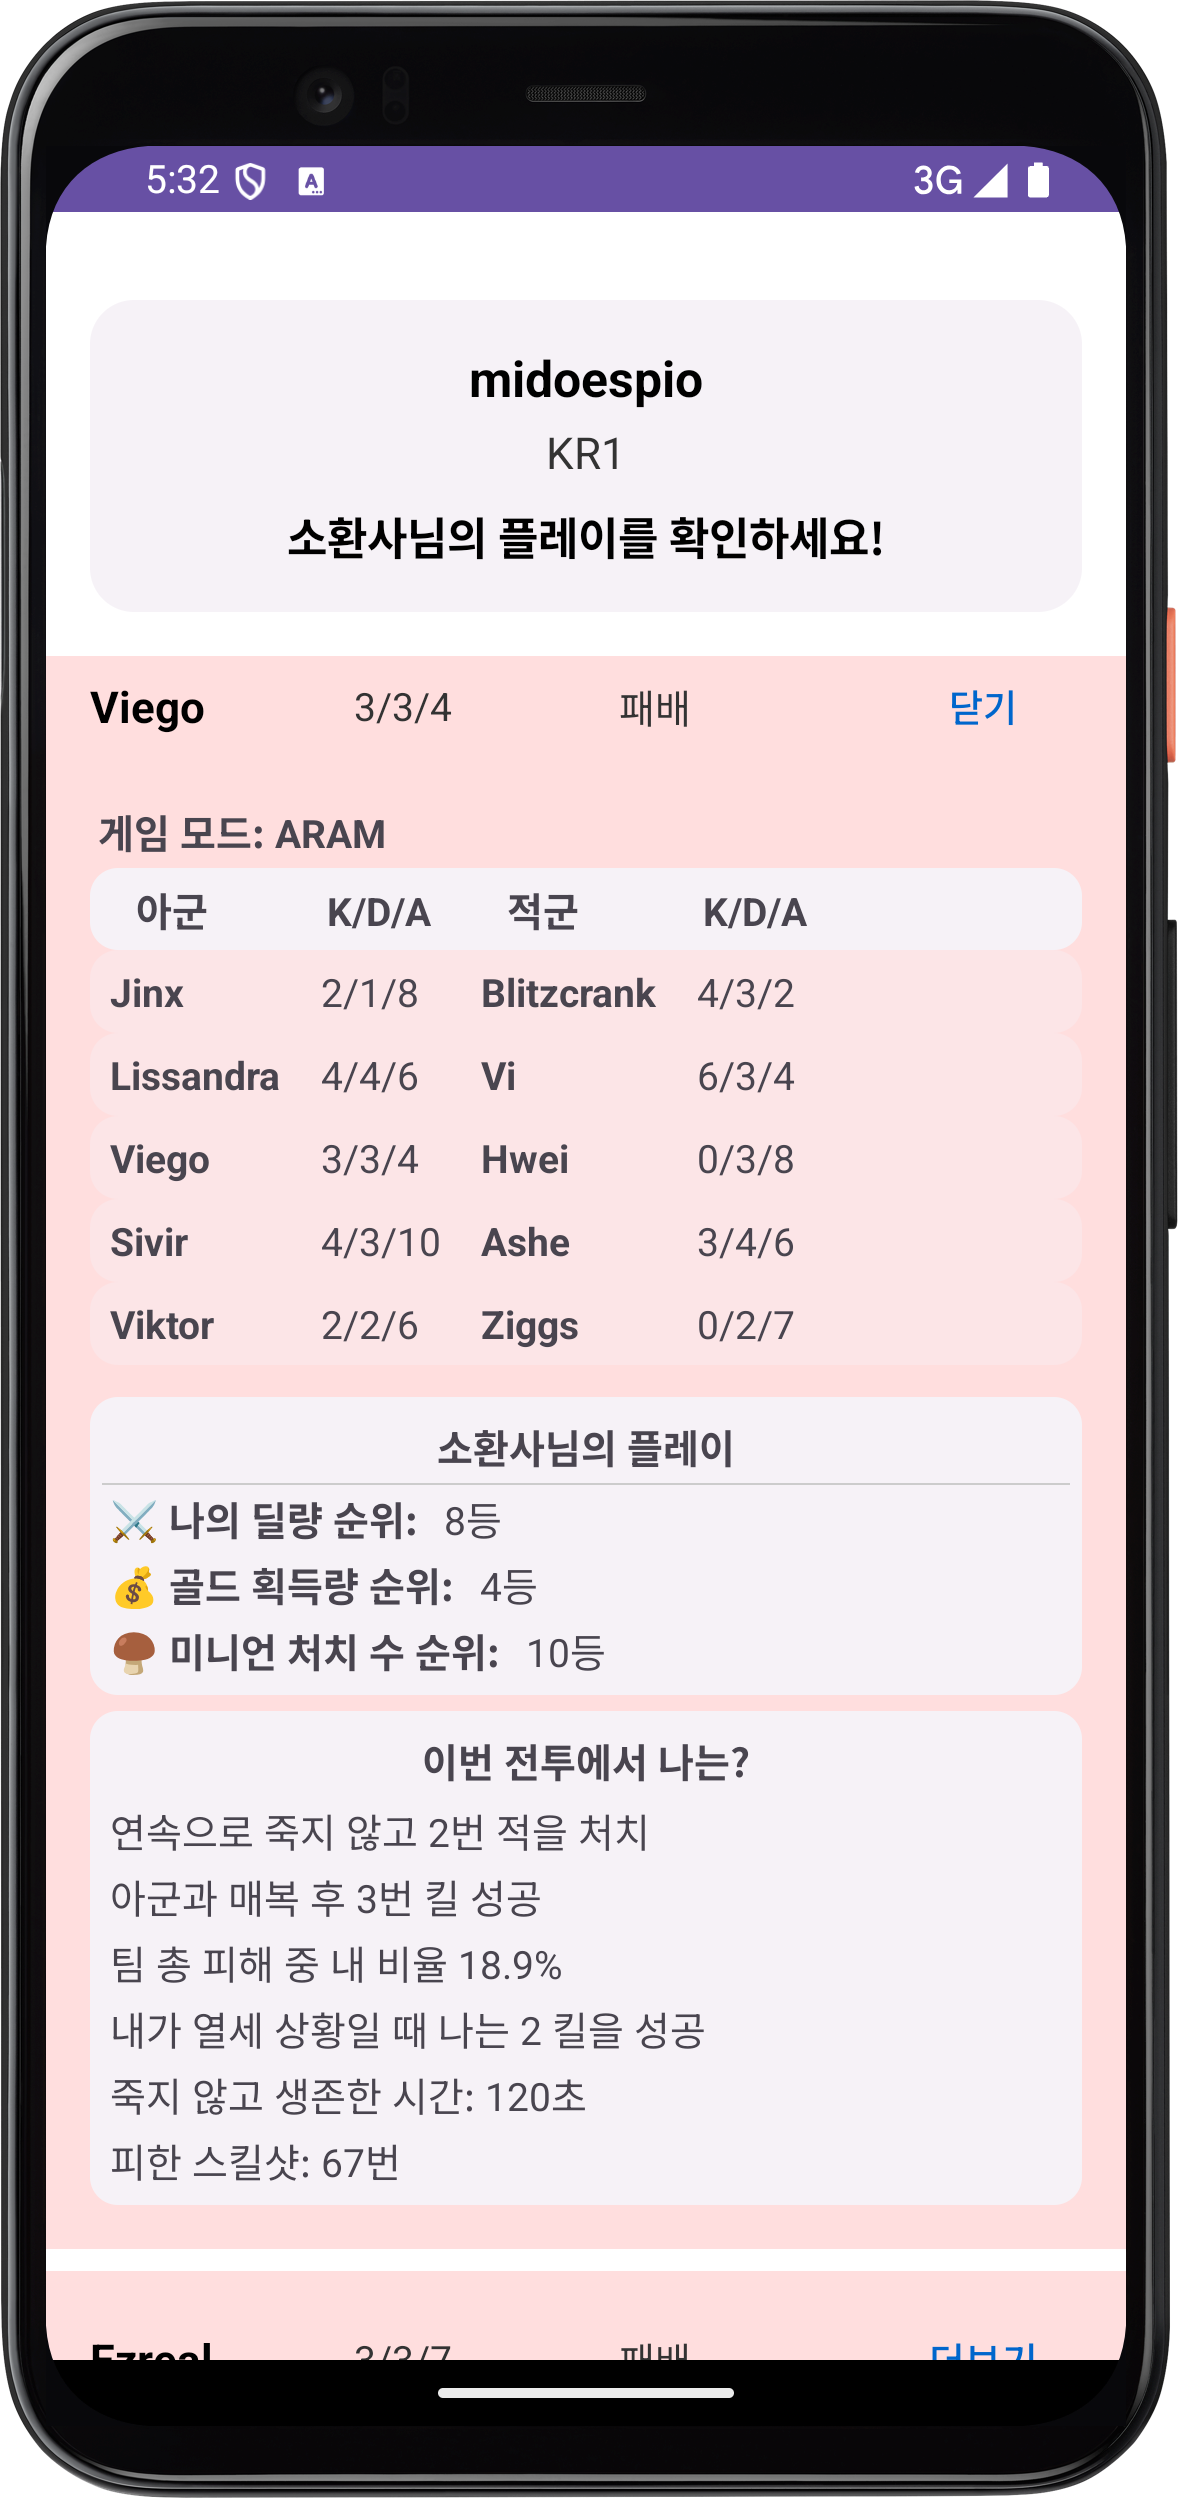 5:32 3G
midoespio
KR1
소환사님의 플레이를 확인하세요!
Viego 3/3/4 패배 닫기
게임 모드: ARAM
아군 K/D/A 적군 K/D/A
Jinx 2/1/8 Blitzcrank 4/3/2
Lissandra 4/4/6 Vi 6/3/4
Viego 3/3/4 Hwei 0/3/8
Sivir 4/3/10 Ashe 3/4/6
Viktor 2/2/6 Ziggs 0/2/7
소환사님의 플레이
나의 딜량 순위: 8등
골드 획득량 순위: 4등
미니언 처치 수 순위: 10등
이번 전투에서 나는?
연속으로 죽지 않고 2번 적을 처치
아군과 매복 후 3번 킬 성공
팀 총 피해 중 내 비율 18.9%
내가 열세 상황일 때 나는 2 킬을 성공
죽지 않고 생존한 시간: 120초
피한 스킬샷: 67번
Ezreal 3/3/7 패배 더보기